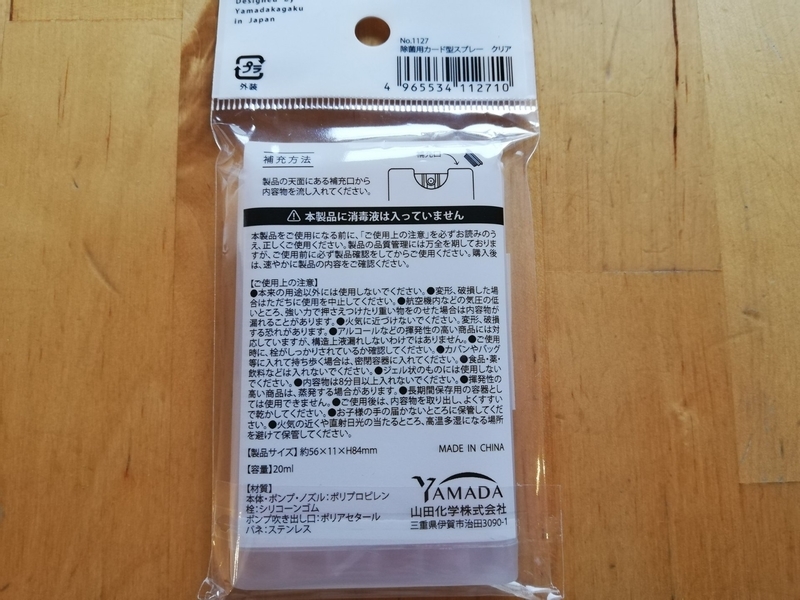 Designed by
Yamadakagaku
in Japan
プラ
外装
No.1127
除菌用カード型スプレー クリア
4 965534 112710
補充方法
補充口
製品の天面にある補充口から
内容物を流し入れてください。
本製品に消毒液は入っていません
本製品をご使用になる前に、「ご使用上の注意」を必ずお読みのう
え、正しくご使用ください。製品の品質管理には万全を期しておりま
すが、ご使用前に必ず製品確認をしてからご使用ください。購入後
は、速やかに製品の内容をご確認ください。
【ご使用上の注意】
●本来の用途以外には使用しないでください。●変形、破損した場
合はただちに使用を中止してください。●航空機内などの気圧の低
いところ、強い力で押さえつけたり重い物をのせた場合は内容物が
漏れることがあります。●火気に近づけないでください。変形、破損
する恐れがあります。●アルコールなどの揮発性の高い商品には対
応していますが、構造上液漏れしないわけではありません。●ご使用
時に、栓がしっかりされているか確認してください。●カバンやバッグ
等に入れて持ち歩く場合は、密閉容器に入れてください。●食品・薬・
飲料などは入れないでください。●ジェル状のものには使用しない
でください。●内容物は8分目以上入れないでください。●揮発性の
高い商品は、蒸発する場合があります。●長期間保存用の容器とし
ては使用できません。●ご使用後は、内容物を取り出し、よくすすい
で乾かしてください。●お子様の手の届かないところに保管してくだ
さい。●火気の近くや直射日光の当たるところ、高温多湿になる場所
を避けて保管してください。
【製品サイズ】約56×11×H84mm
MADE IN CHINA
【容量】20ml
【材質】
本体・ポンプ・ノズル：ポリプロピレン
栓：シリコーンゴム
ポンプ吹き出し口：ポリアセタール
バネ：ステンレス
YAMADA
山田化学株式会社
三重県伊賀市治田3090-1